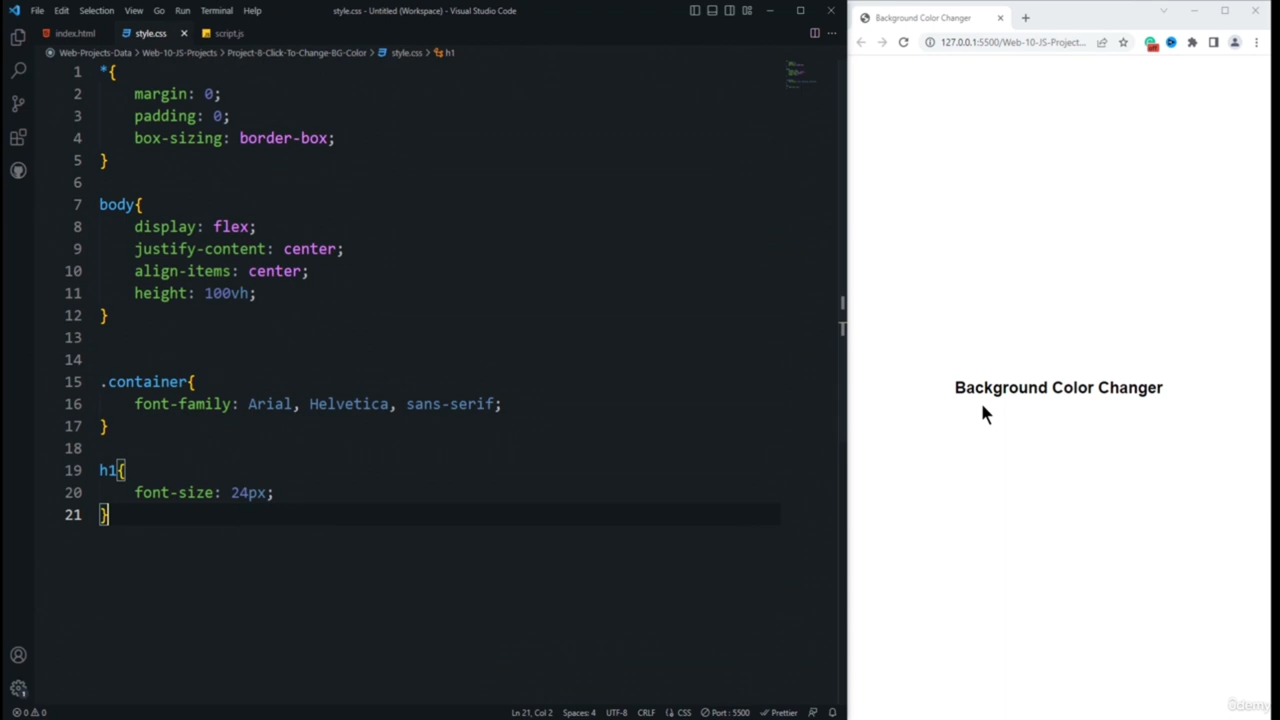 File Edit Selection View Go Run Terminal Help style.css - Untitled (Workspace) - Visual Studio Code
index.html style.css script.js
Web-Projects-Data > Web-10-JS-Projects > Project-8-Click-To-Change-BG-Color > style.css > h1
1 *{
2 margin: 0;
3 padding: 0;
4 box-sizing: border-box;
5 }
6
7 body{
8 display: flex;
9 justify-content: center;
10 align-items: center;
11 height: 100vh;
12 }
13
14
15 .container{
16 font-family: Arial, Helvetica, sans-serif;
17 }
18
19 h1{
20 font-size: 24px;
21 }
0 0 Ln 21, Col 2 Spaces: 4 UTF-8 CRLF CSS Port : 5500 Prettier
Background Color Changer
127.0.0.1:5500/Web-10-JS-Project...
Background Color Changer
Udemy